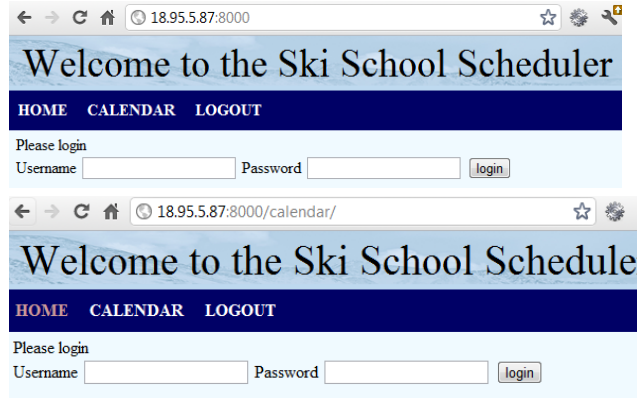 18.95.5.87:8000
Welcome to the Ski School Scheduler
HOME CALENDAR LOGOUT
Please login
Username Password login
18.95.5.87:8000/calendar/
Welcome to the Ski School Schedule
HOME CALENDAR LOGOUT
Please login
Username Password login